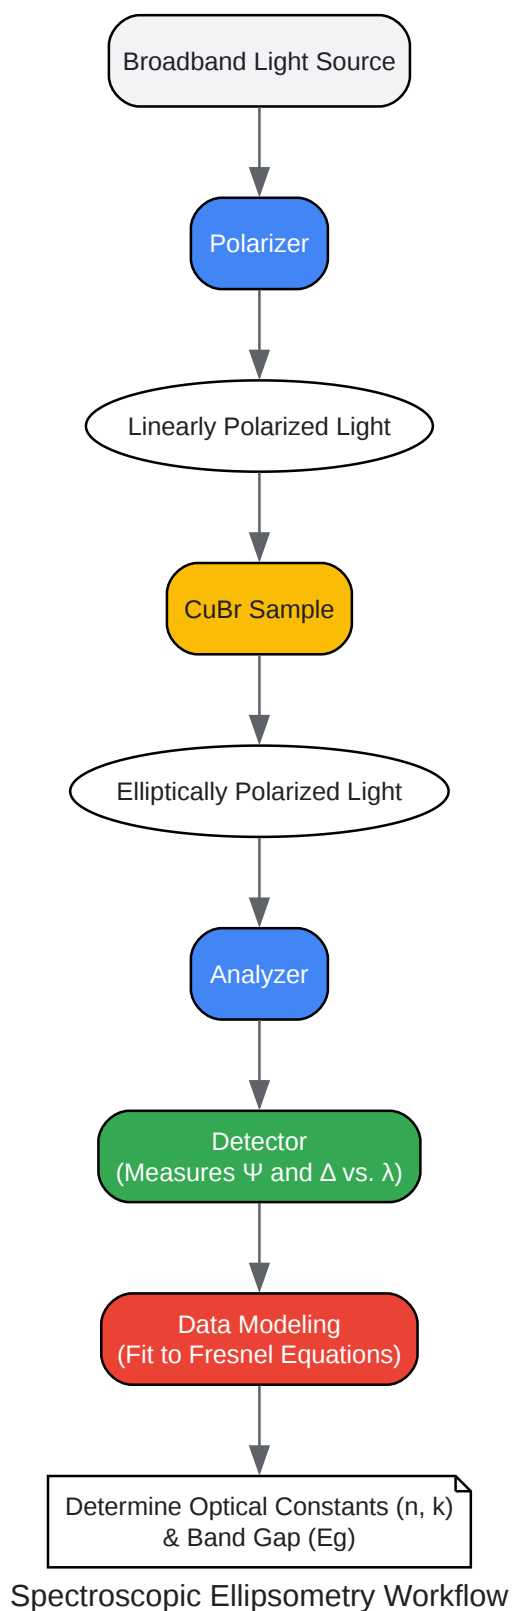 Broadband Light Source
Polarizer
Linearly Polarized Light
CuBr Sample
Elliptically Polarized Light
Analyzer
Detector
(Measures Ψ and Δ vs. λ)
Data Modeling
(Fit to Fresnel Equations)
Determine Optical Constants (n, k)
& Band Gap (Eg)
Spectroscopic Ellipsometry Workflow